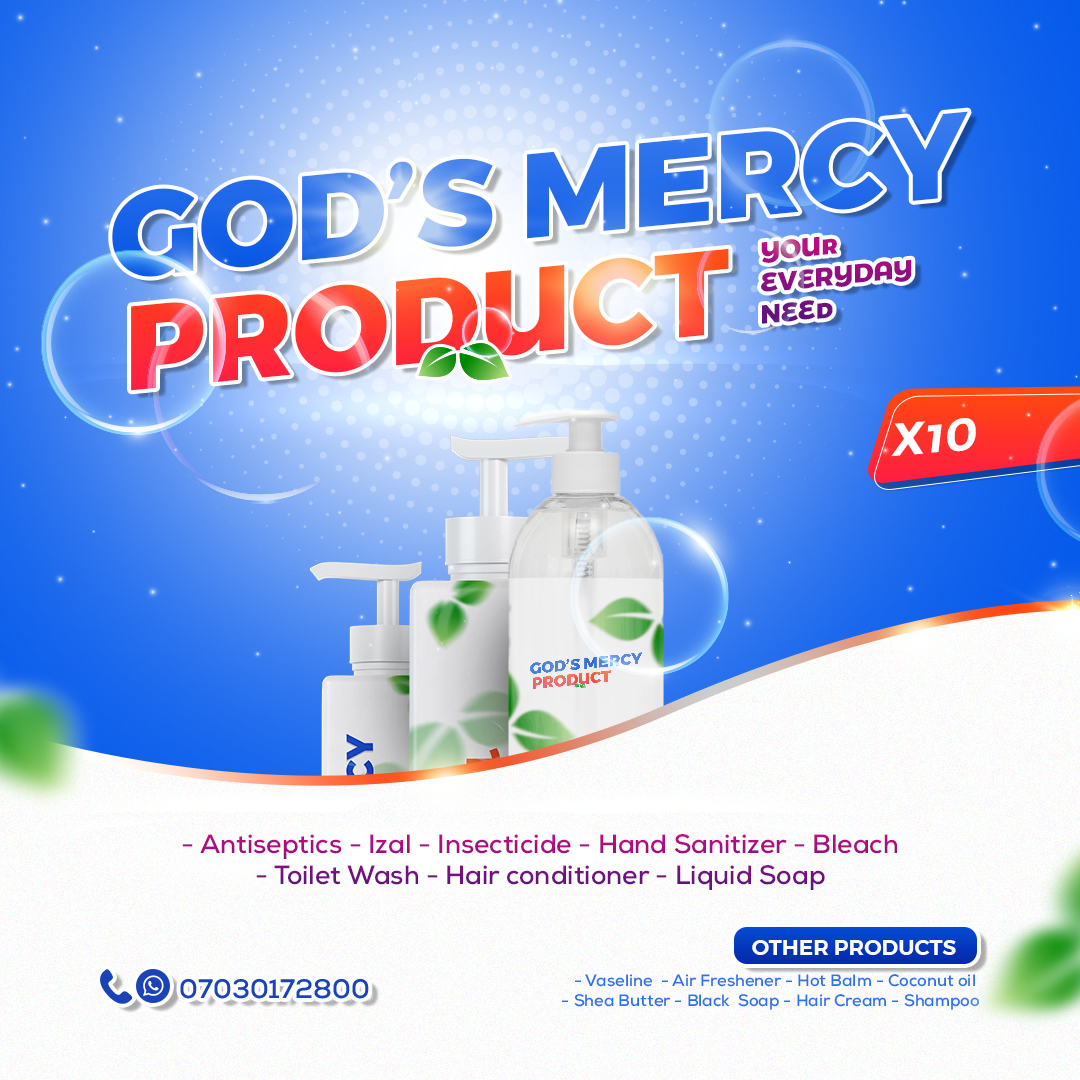 GOD'S MERCY
PRODUCT
YOUR
EVERYDAY
NEED
X10
GOD'S MERCY
PRODUCT
CY
- Antiseptics - Izal - Insecticide - Hand Sanitizer - Bleach
- Toilet Wash - Hair conditioner - Liquid Soap
07030172800
OTHER PRODUCTS
- Vaseline - Air Freshener - Hot Balm - Coconut oil
- Shea Butter - Black Soap - Hair Cream - Shampoo